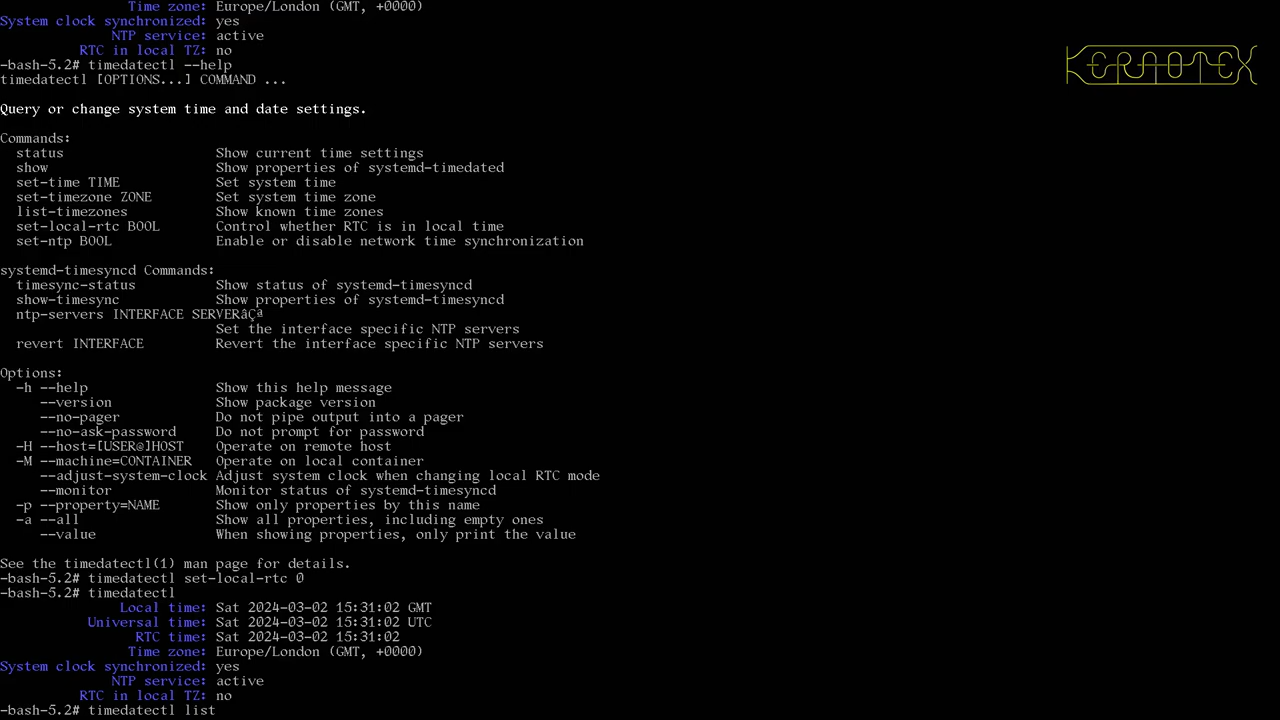 Time zone: Europe/London (GMT, +0000)
System clock synchronized: yes
NTP service: active
RTC in local TZ: no
-bash-5.2# timedatectl --help
timedatectl [OPTIONS...] COMMAND ...
Query or change system time and date settings.
Commands:
status Show current time settings
show Show properties of systemd-timedated
set-time TIME Set system time
set-timezone ZONE Set system time zone
list-timezones Show known time zones
set-local-rtc BOOL Control whether RTC is in local time
set-ntp BOOL Enable or disable network time synchronization
systemd-timesyncd Commands:
timesync-status Show status of systemd-timesyncd
show-timesync Show properties of systemd-timesyncd
ntp-servers INTERFACE SERVERâÇª
Set the interface specific NTP servers
revert INTERFACE Revert the interface specific NTP servers
Options:
-h --help Show this help message
--version Show package version
--no-pager Do not pipe output into a pager
--no-ask-password Do not prompt for password
-H --host=[USER@]HOST Operate on remote host
-M --machine=CONTAINER Operate on local container
--adjust-system-clock Adjust system clock when changing local RTC mode
--monitor Monitor status of systemd-timesyncd
-p --property=NAME Show only properties by this name
-a --all Show all properties, including empty ones
--value When showing properties, only print the value
See the timedatectl(1) man page for details.
-bash-5.2# timedatectl set-local-rtc 0
-bash-5.2# timedatectl
Local time: Sat 2024-03-02 15:31:02 GMT
Universal time: Sat 2024-03-02 15:31:02 UTC
RTC time: Sat 2024-03-02 15:31:02
Time zone: Europe/London (GMT, +0000)
System clock synchronized: yes
NTP service: active
RTC in local TZ: no
-bash-5.2# timedatectl list